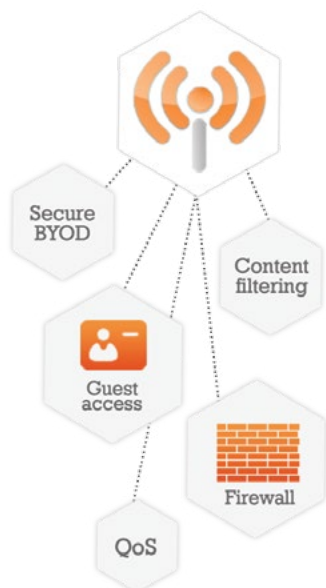 Secure
BYOD
Content
filtering
Guest
access
Firewall
QoS